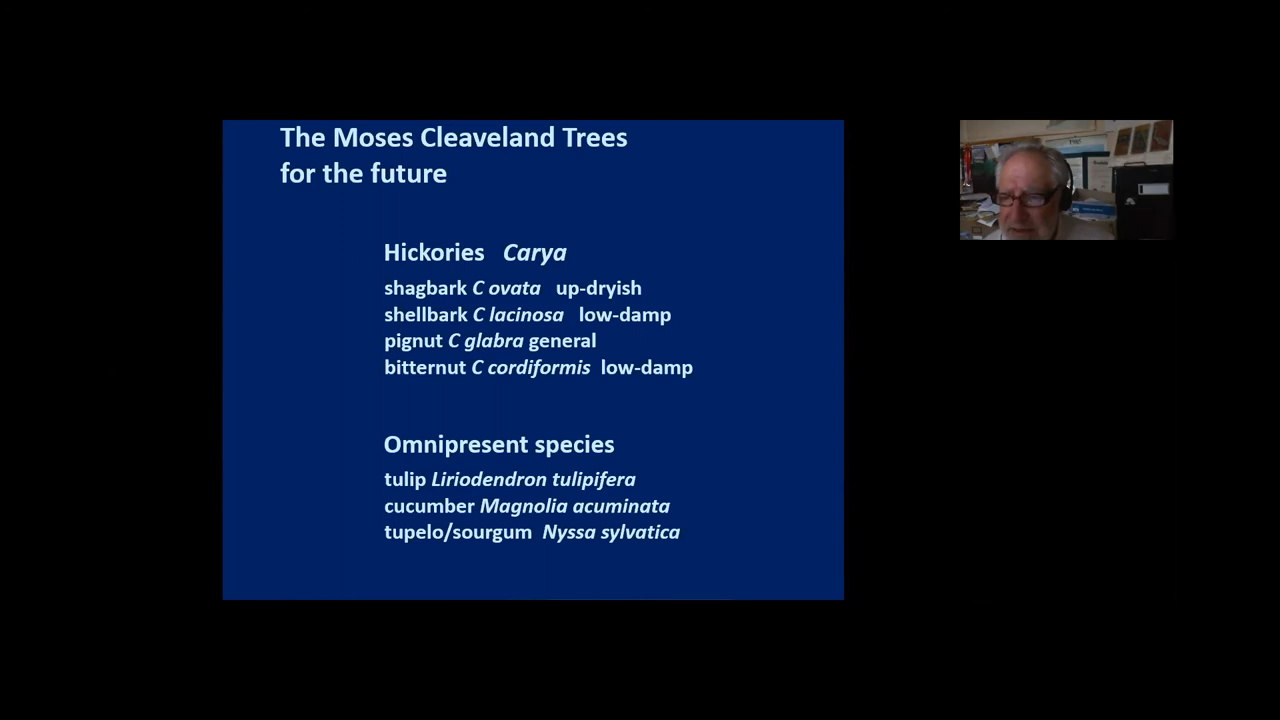 The Moses Cleaveland Trees
for the future
Hickories Carya
shagbark C ovata up-dryish
shellbark C lacinosa low-damp
pignut C glabra general
bitternut C cordiformis low-damp
Omnipresent species
tulip Liriodendron tulipifera
cucumber Magnolia acuminata
tupelo/sourgum Nyssa sylvatica